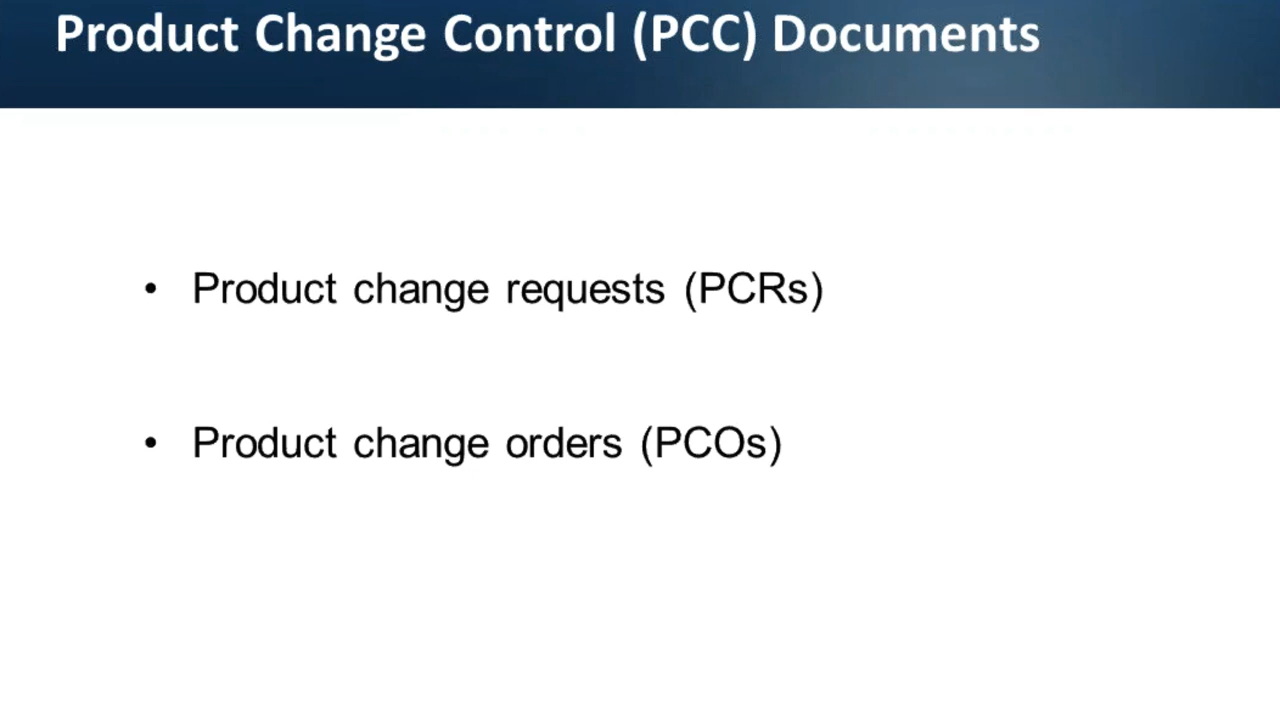 Product Change Control (PCC) Documents
• Product change requests (PCRs)
• Product change orders (PCOs)